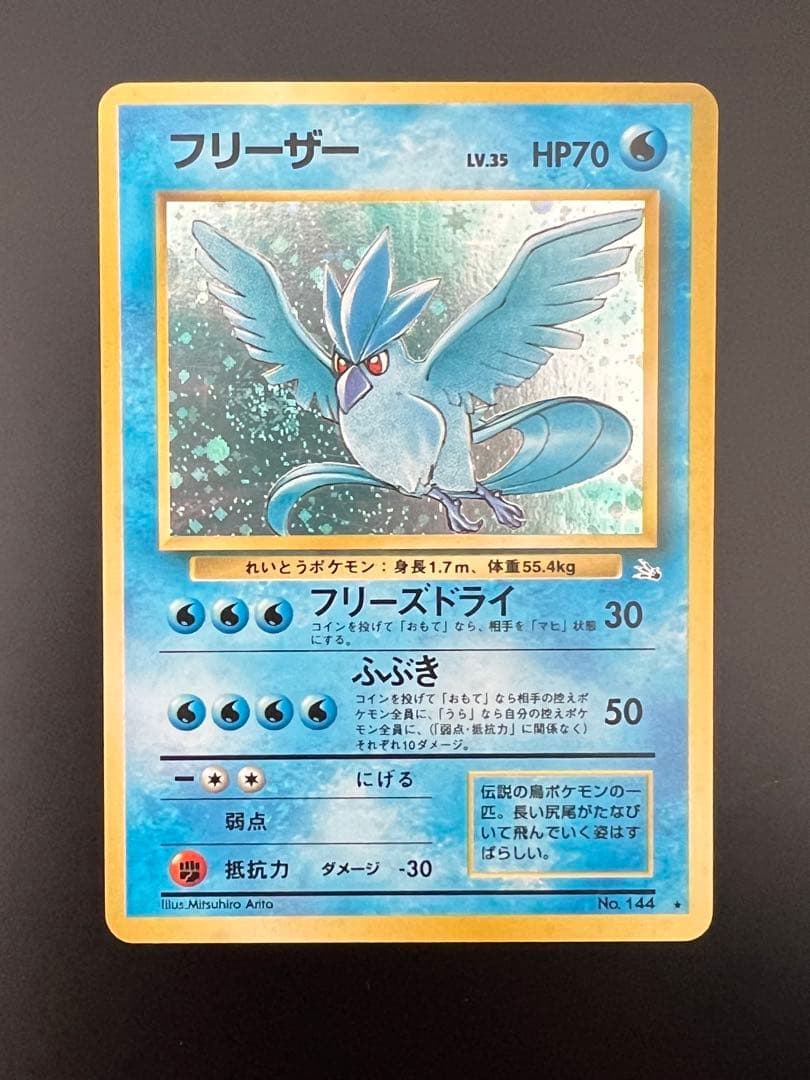 フリーザー LV.35 HP70
れいとうポケモン：身長1.7m、体重55.4kg
フリーズドライ 30
コインを投げて「おもて」なら、相手を「マヒ」状態
にする。
ふぶき
コインを投げて「おもて」なら相手の控えポ
ケモン全員に、「うら」なら自分の控えポケ
モン全員に、（「弱点・抵抗力」に関係なく）
それぞれ10ダメージ。
50
にげる
弱点
抵抗力 ダメージ -30
伝説の鳥ポケモンの一
匹。長い尻尾がたなび
いて飛んでいく姿はす
ばらしい。
Illus. Mitsuhiro Arita No. 144 ★